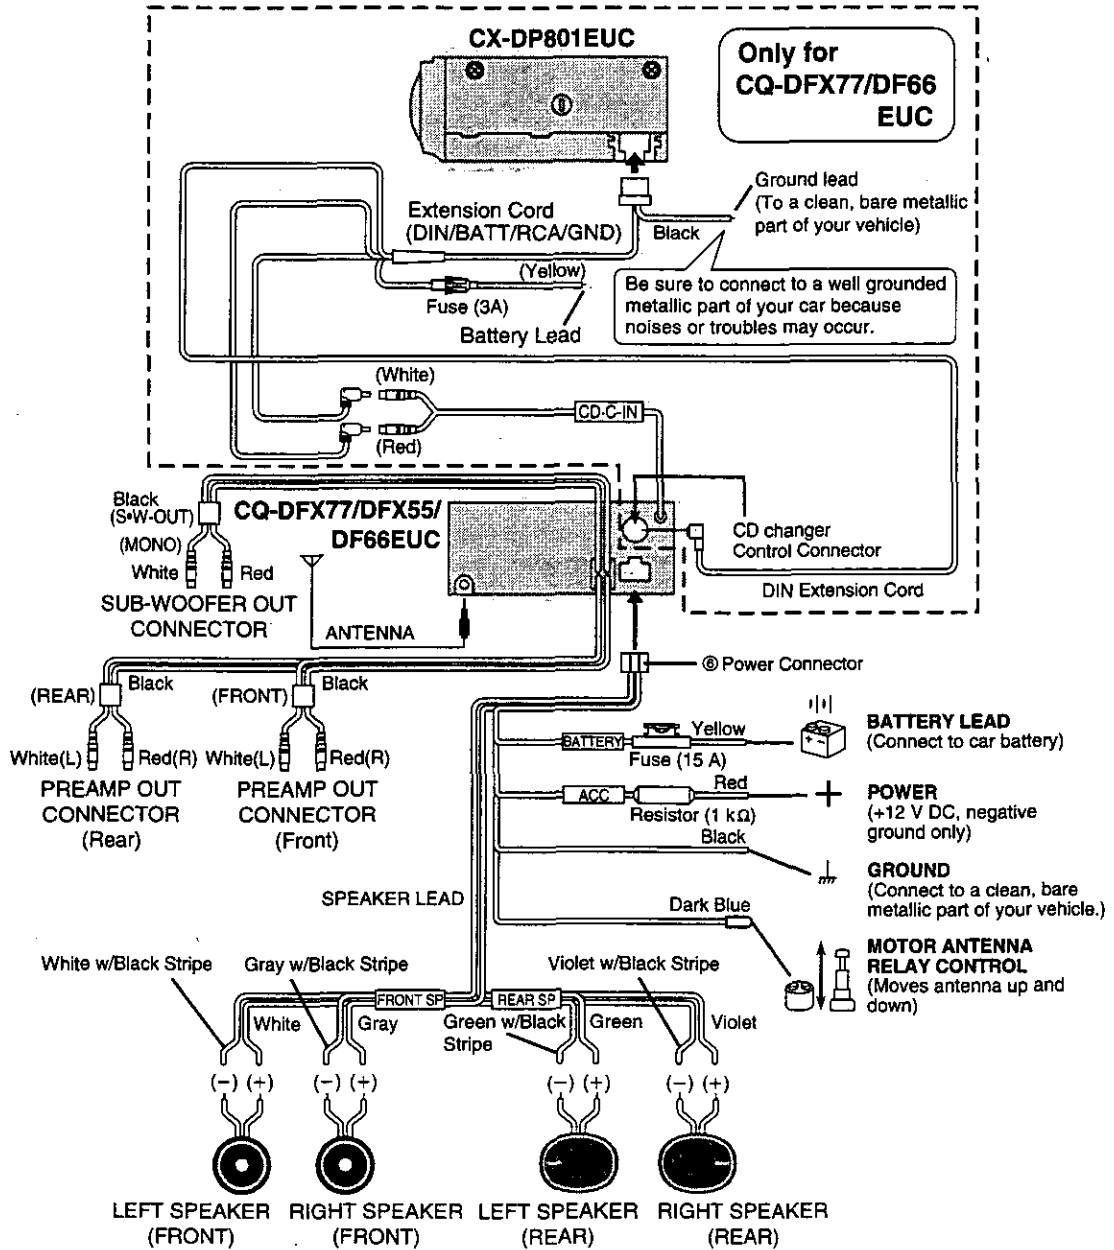 CX-DP801EUC
Only for
CQ-DFX77/DF66
EUC
Ground lead
(To a clean, bare metallic
part of your vehicle)
Extension Cord
(DIN/BATT/RCA/GND)
Black
(Yellow)
Fuse (3A)
Battery Lead
Be sure to connect to a well grounded
metallic part of your car because
noises or troubles may occur.
(White)
CD-C-IN
(Red)
Black
(S•W-OUT)
(MONO)
White
Red
SUB-WOOFER OUT
CONNECTOR
CQ-DFX77/DFX55/
DF66EUC
CD changer
Control Connector
DIN Extension Cord
ANTENNA
⑥ Power Connector
(REAR)
Black
(FRONT)
Black
White(L)
Red(R)
White(L)
Red(R)
PREAMP OUT
CONNECTOR
(Rear)
PREAMP OUT
CONNECTOR
(Front)
BATTERY
Yellow
Fuse (15 A)
BATTERY LEAD
(Connect to car battery)
ACC
Red
Resistor (1 kΩ)
POWER
(+12 V DC, negative
ground only)
Black
GROUND
(Connect to a clean, bare
metallic part of your vehicle.)
SPEAKER LEAD
Dark Blue
MOTOR ANTENNA
RELAY CONTROL
(Moves antenna up and
down)
White w/Black Stripe
Gray w/Black Stripe
Violet w/Black Stripe
FRONT SP
REAR SP
White
Gray
Green w/Black
Stripe
Green
Violet
(−) (+)
(−) (+)
(−) (+)
(−) (+)
LEFT SPEAKER
(FRONT)
RIGHT SPEAKER
(FRONT)
LEFT SPEAKER
(REAR)
RIGHT SPEAKER
(REAR)